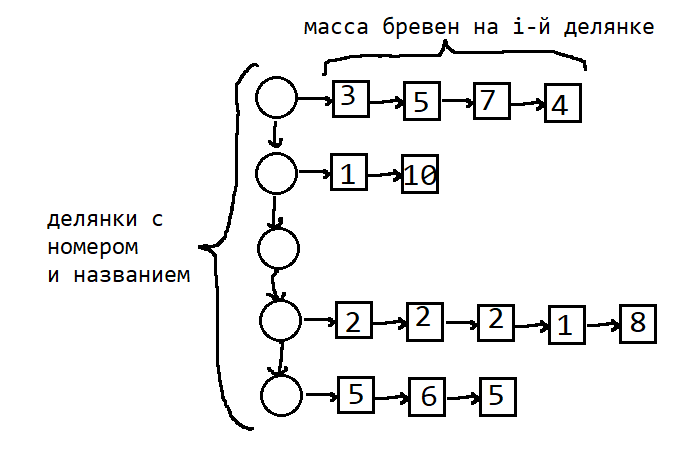 масса бревен на i-й делянке
3 5 7 4
1 10
делянки с
номером
и названием
2 2 2 1 8
5 6 5